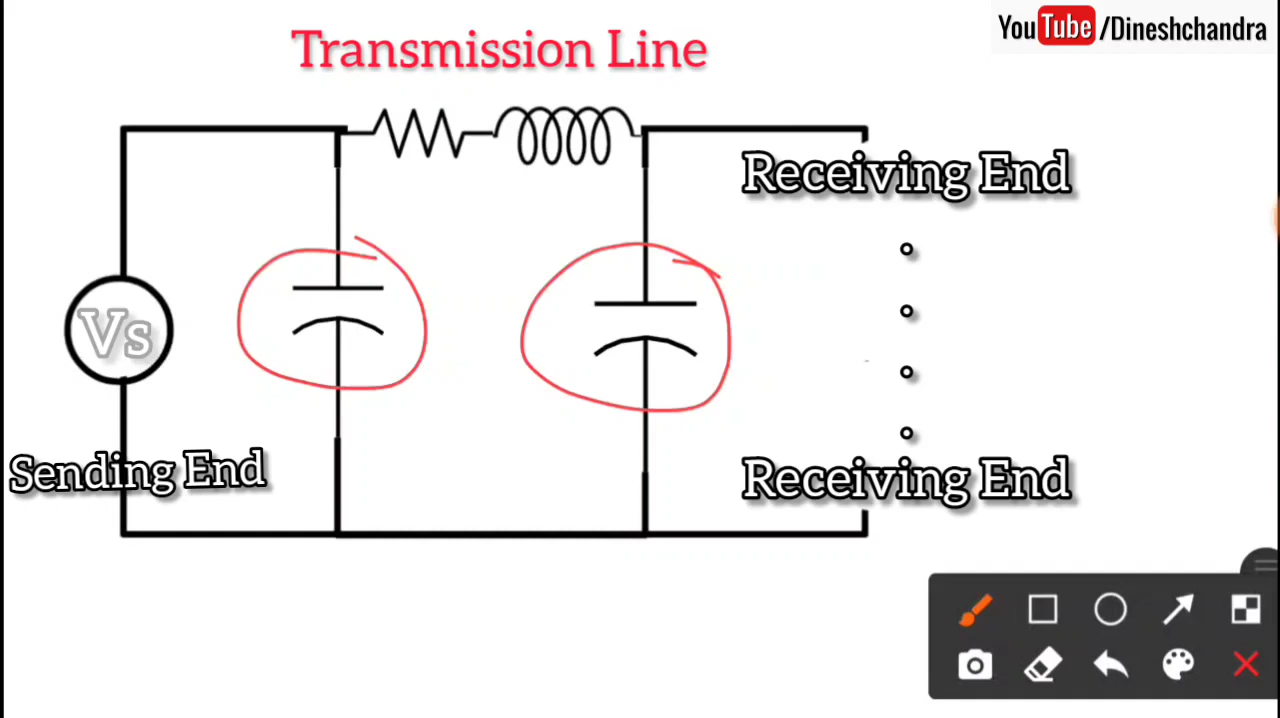 YouTube /Dineshchandra
Transmission Line
Receiving End
Vs
Sending End
Receiving End